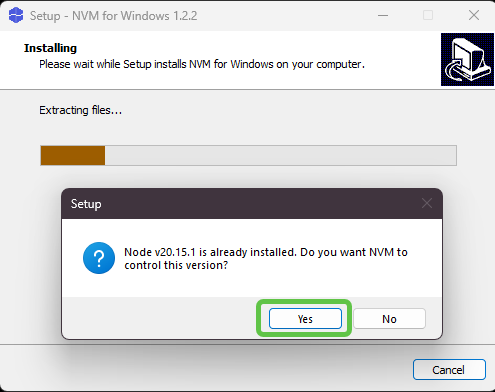 Setup - NVM for Windows 1.2.2
Installing
Please wait while Setup installs NVM for Windows on your computer.
Extracting files...
Setup
Node v20.15.1 is already installed. Do you want NVM to
control this version?
Yes
No
Cancel